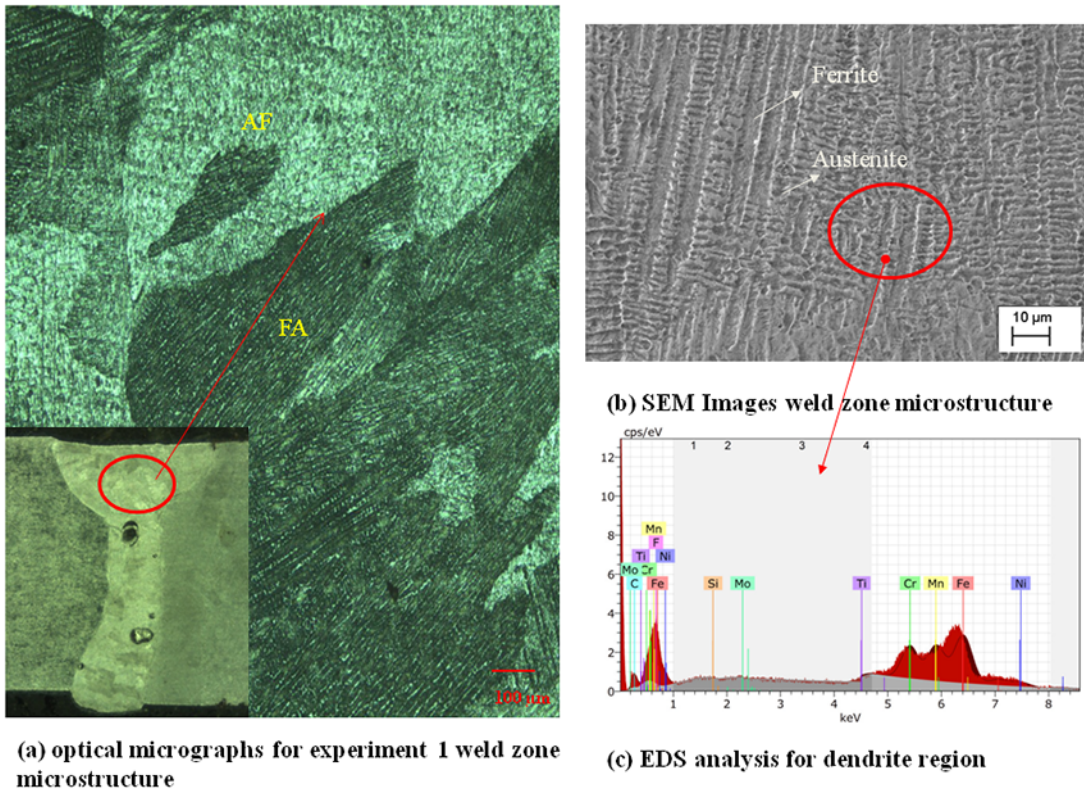 AF
FA
100 µm
(a) optical micrographs for experiment 1 weld zone
microstructure
Ferrite
Austenite
10 µm
(b) SEM Images weld zone microstructure
cps/eV
1 2 3 4
12
10
8
6
4
2
0
Mn
F
Ti Ni
Mo Cr
C Fe
Si Mo Ti Cr Mn Fe Ni
1 2 3 4 5 6 7 8
keV
(c) EDS analysis for dendrite region